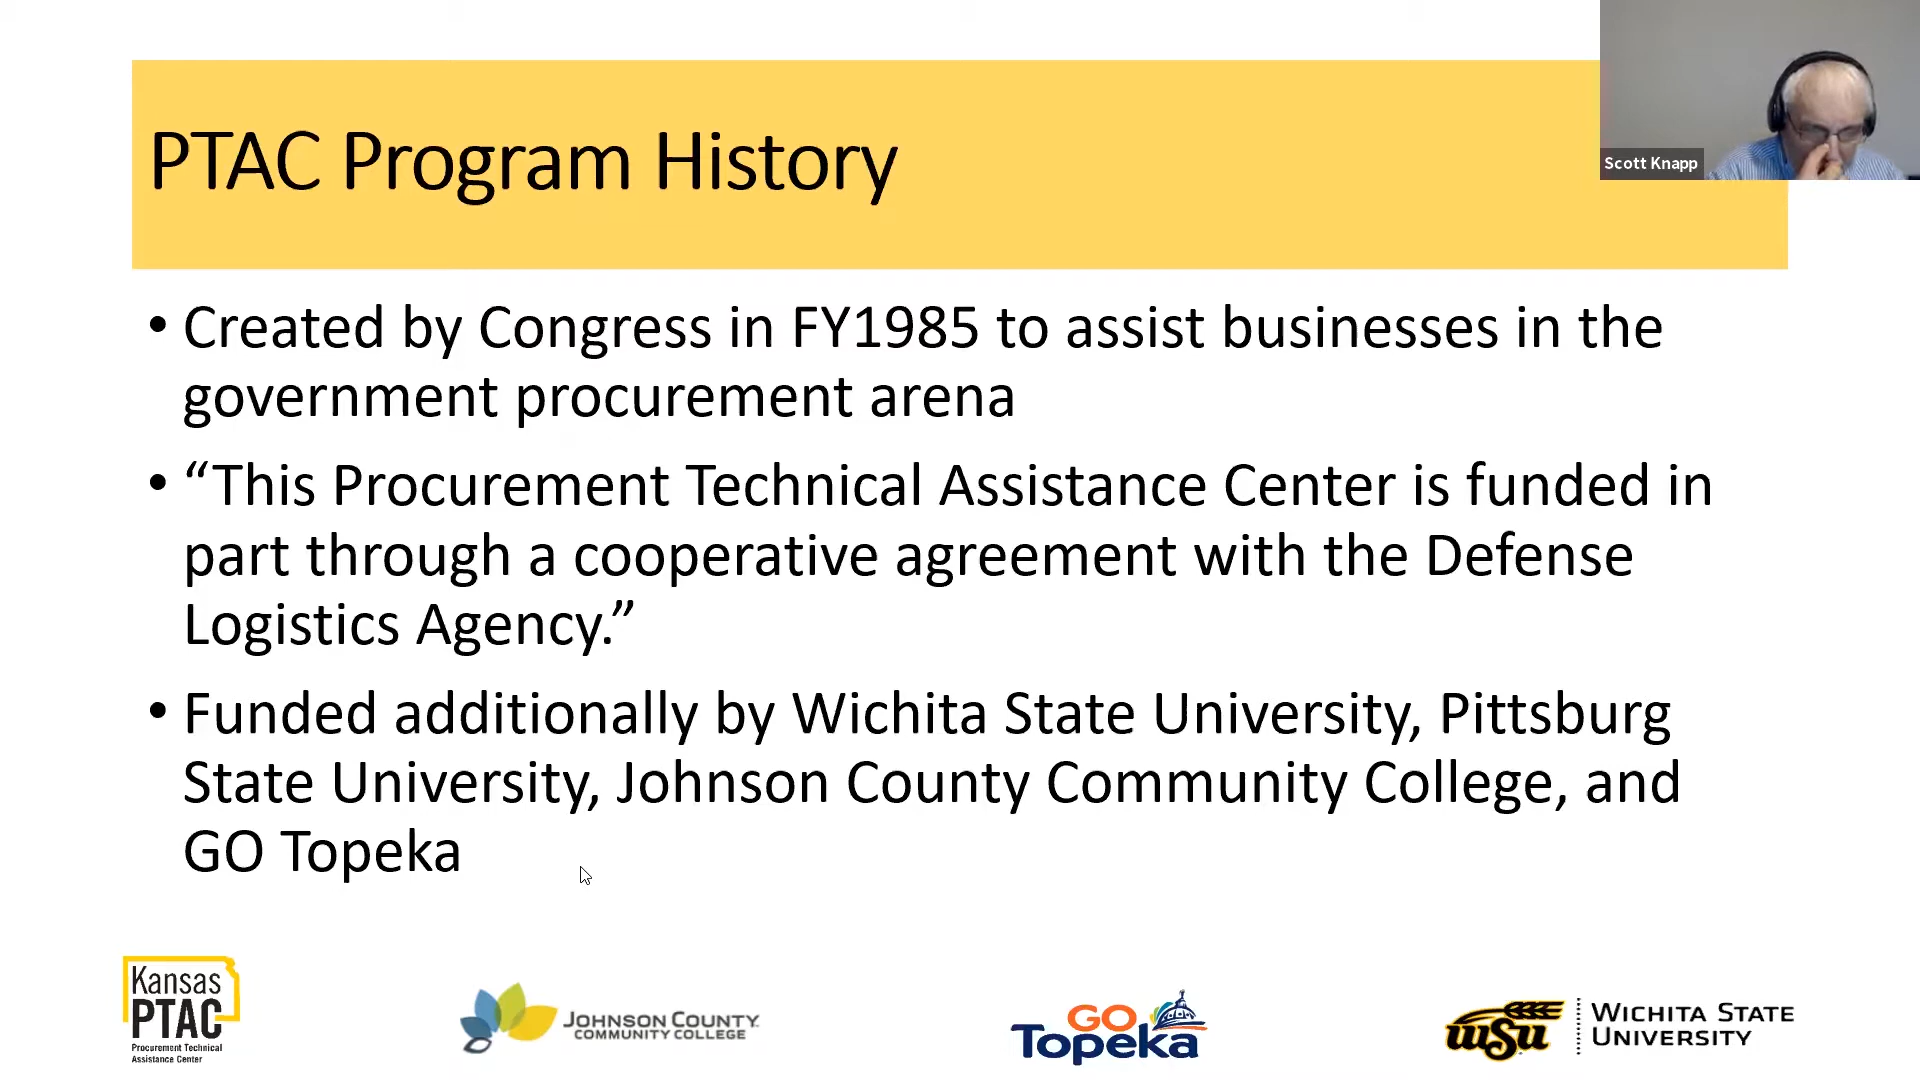 PTAC Program History
Scott Knapp
• Created by Congress in FY1985 to assist businesses in the
government procurement arena
• “This Procurement Technical Assistance Center is funded in
part through a cooperative agreement with the Defense
Logistics Agency.”
• Funded additionally by Wichita State University, Pittsburg
State University, Johnson County Community College, and
GO Topeka
Kansas
PTAC
Procurement Technical
Assistance Center
JOHNSON COUNTY
COMMUNITY COLLEGE
GO
Topeka
wsu
WICHITA STATE
UNIVERSITY